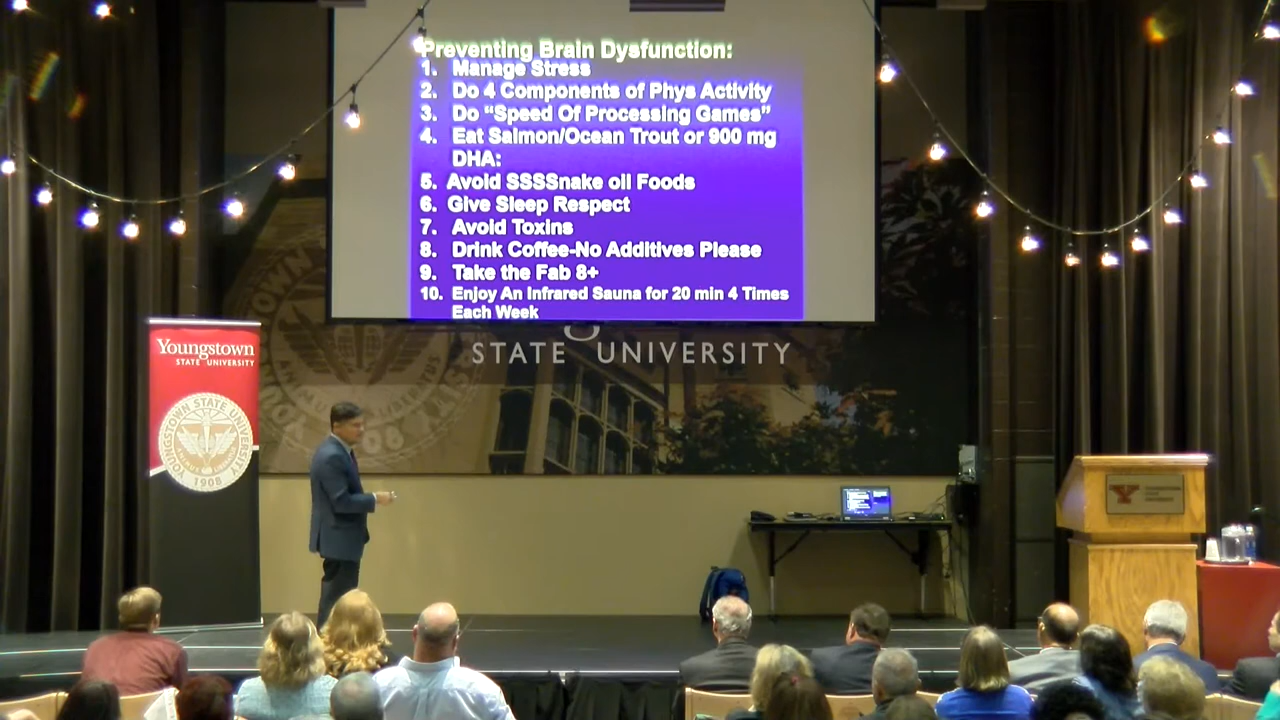 Preventing Brain Dysfunction:
1. Manage Stress
2. Do 4 Components of Phys Activity
3. Do “Speed Of Processing Games”
4. Eat Salmon/Ocean Trout or 900 mg
DHA:
5. Avoid SSSSnake oil Foods
6. Give Sleep Respect
7. Avoid Toxins
8. Drink Coffee-No Additives Please
9. Take the Fab 8+
10. Enjoy An Infrared Sauna for 20 min 4 Times
Each Week
STATE UNIVERSITY
Youngstown
STATE UNIVERSITY
YOUNGSTOWN STATE UNIVERSITY
1908
Y